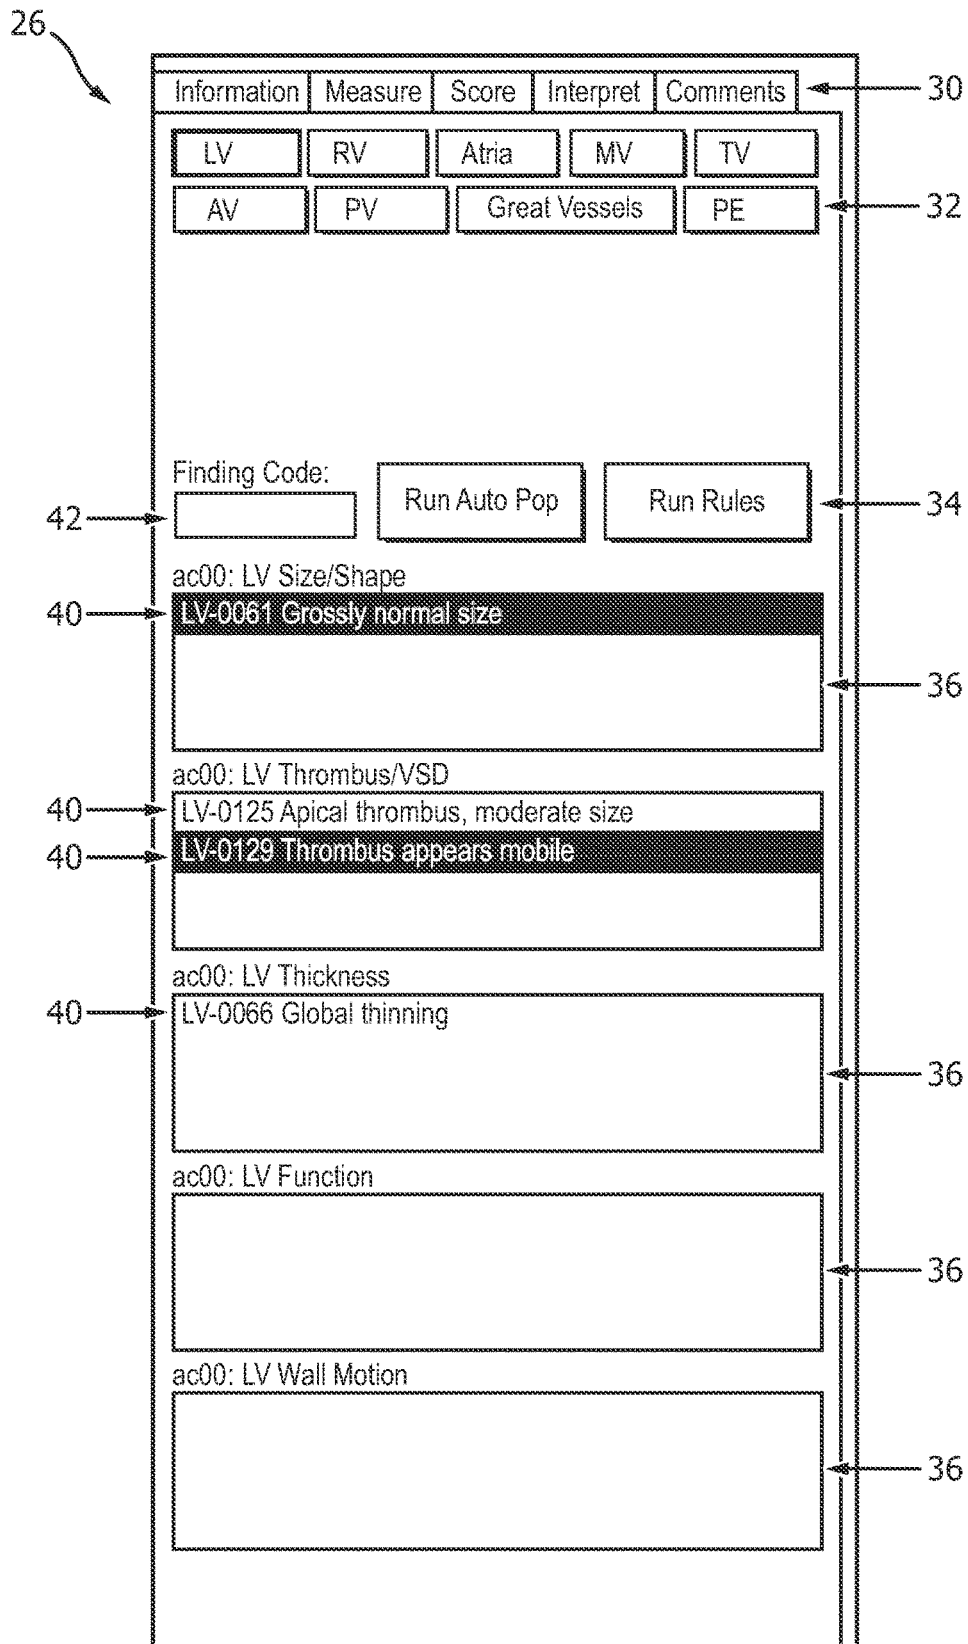 26
Information Measure Score Interpret Comments 30
LV RV Atria MV TV
AV PV Great Vessels PE 32
Finding Code:
42 Run Auto Pop Run Rules 34
ac00: LV Size/Shape
40 LV-0061 Grossly normal size
36
ac00: LV Thrombus/VSD
40 LV-0125 Apical thrombus, moderate size
40 LV-0129 Thrombus appears mobile
ac00: LV Thickness
40 LV-0066 Global thinning
36
ac00: LV Function
36
ac00: LV Wall Motion
36